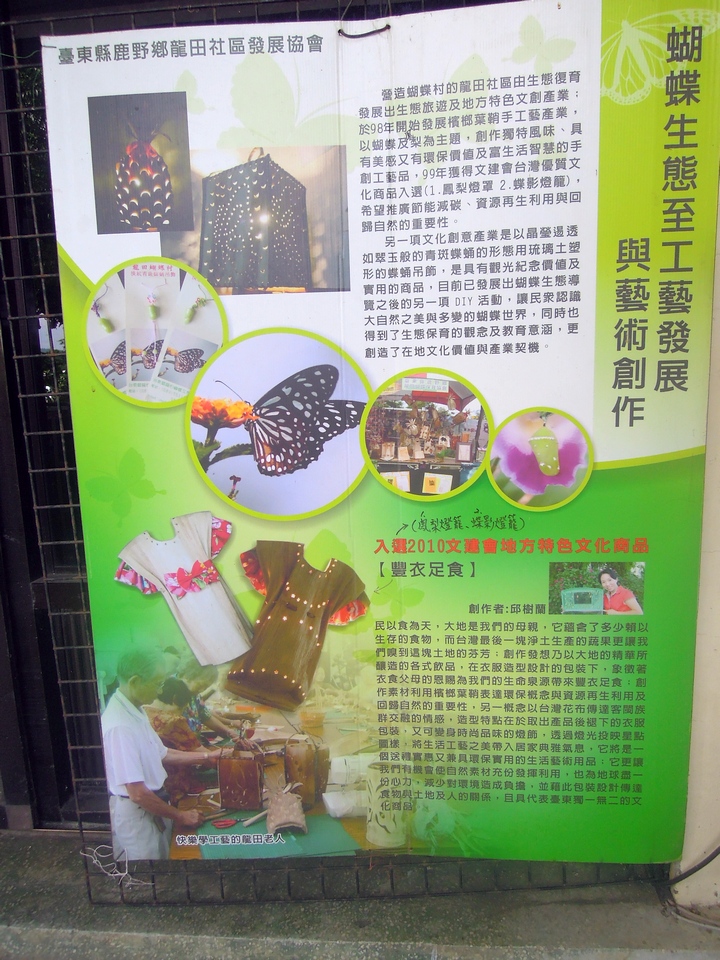 臺東縣鹿野鄉龍田社區發展協會
蝴蝶生態至工藝發展
與藝術創作
營造蝴蝶村的龍田社區由生態復育
發展出生態旅遊及地方特色文創產業；
於98年開始發展檳榔葉鞘手工藝產業，
以蝴蝶及梨為主題，創作獨特風味、具
有美感又有環保價值及富生活智慧的手
創工藝品，99年獲得文建會台灣優質文
化商品入選(1.鳳梨燈罩 2.蝶影燈籠)，
希望推廣節能減碳、資源再生利用與回
歸自然的重要性。
另一項文化創意產業是以晶瑩透
如翠玉般的青斑蝶蛹的形態用琉璃土塑
形的蝶蛹吊飾，是具有觀光紀念價值及
實用的商品，目前已發展出蝴蝶生態導
覽之後的另一項 DIY 活動，讓民眾認識
大自然之美與多變的蝴蝶世界，同時也
得到了生態保育的觀念及教育意涵，更
創造了在地文化價值與產業契機。
龍田蝴蝶村
(鳳梨燈籠、蝶影燈籠)
入選2010文建會地方特色文化商品
【豐衣足食】
創作者:邱樹蘭
民以食為天，大地是我們的母親，它蘊會了多少賴以
生存的食物，而台灣最後一塊淨土生產的蔬果更讓我
們嗅到這塊土地的芬芳；創作發想乃以大地的精華所
釀造的各式飲品，在衣服造型設計的包裝下，象徵著
衣食父母的恩賜為我們的生命泉源帶來豐衣足食；創
作素材利用檳榔葉鞘表達環保概念與資源再生利用及
回歸自然的重要性，另一概念以台灣花布傳達客閩族
群交融的情感，造型特點在於取出產品後褪下的衣服
包裝，又可變身時尚品味的燈飾，透過燈光投映星點
圖樣，將生活工藝之美帶入居家典雅氣息，它將是一
個送禮實惠又兼具環保實用的生活藝術用品；它更讓
我們有機會使自然素材充份發揮利用，也為地球盡一
份心力，減少對環境造成負擔，並藉此包裝設計傳達
食物與土地及人的關係，且具代表臺東獨一無二的文
化商品。
快樂學工藝的龍田老人